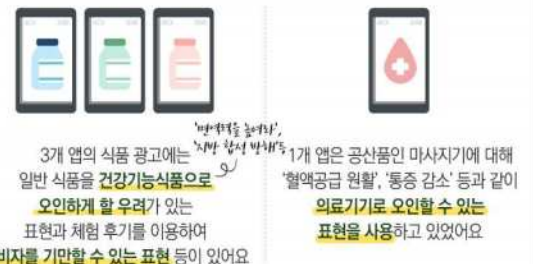 '면역력을 높여라',
'지방 합성 방해'등
3개 앱의 식품 광고에는
일반 식품을 건강기능식품으로
오인하게 할 우려가 있는
표현과 체험 후기를 이용하여
비자를 기만할 수 있는 표현 등이 있어요
1개 앱은 공산품인 마사지기에 대해
'혈액공급 원활', '통증 감소' 등과 같이
의료기기로 오인할 수 있는
표현을 사용하고 있었어요